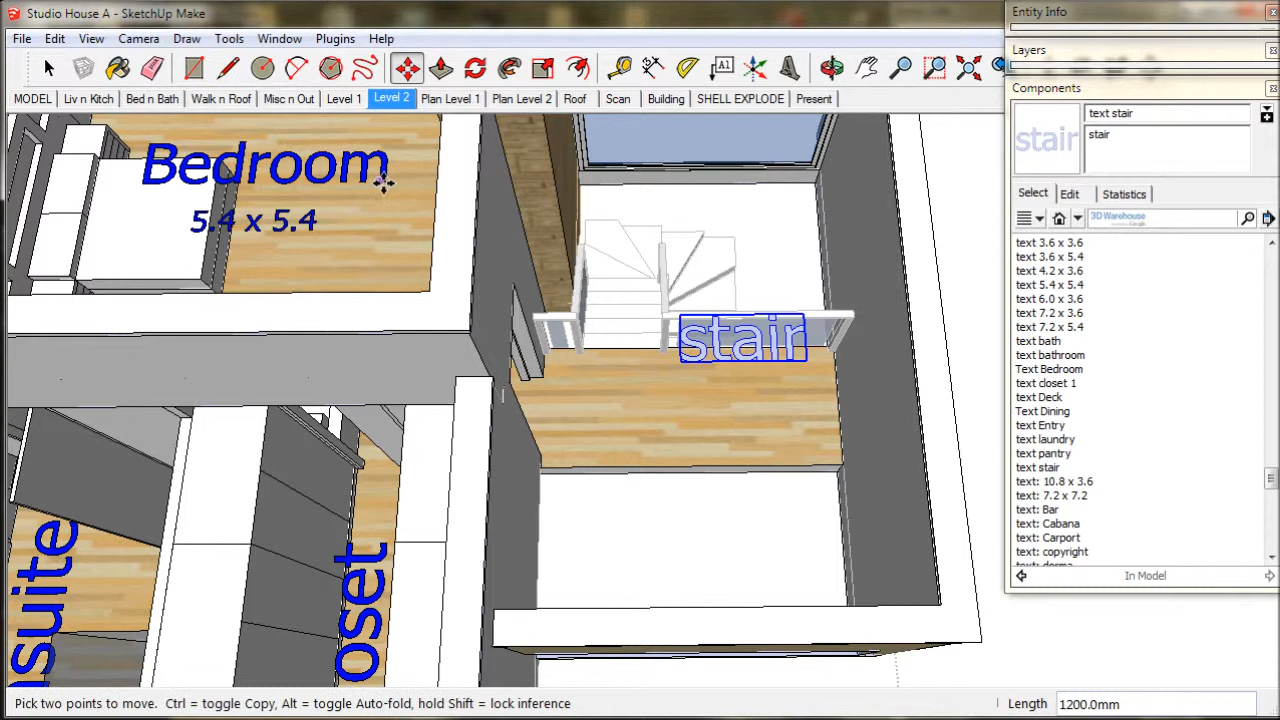 Studio House A - SketchUp Make
File Edit View Camera Draw Tools Window Plugins Help
MODEL Liv n Kitch Bed n Bath Walk n Roof Misc n Out Level 1 Level 2 Plan Level 1 Plan Level 2 Roof Scan Building SHELL EXPLODE Present
Bedroom
5.4 x 5.4
stair
oset
nsuite
Entity Info
Layers
Components
stair
text stair
stair
Select Edit Statistics
3D Warehouse
text 3.6 x 3.6
text 3.6 x 5.4
text 4.2 x 3.6
text 5.4 x 5.4
text 6.0 x 3.6
text 7.2 x 3.6
text 7.2 x 5.4
text bath
text bathroom
Text Bedroom
text closet 1
text Deck
Text Dining
text Entry
text laundry
text pantry
text stair
text: 10.8 x 3.6
text: 7.2 x 7.2
text: Bar
text: Cabana
text: Carport
text: copyright
In Model
Pick two points to move. Ctrl = toggle Copy, Alt = toggle Auto-fold, hold Shift = lock inference
Length 1200.0mm